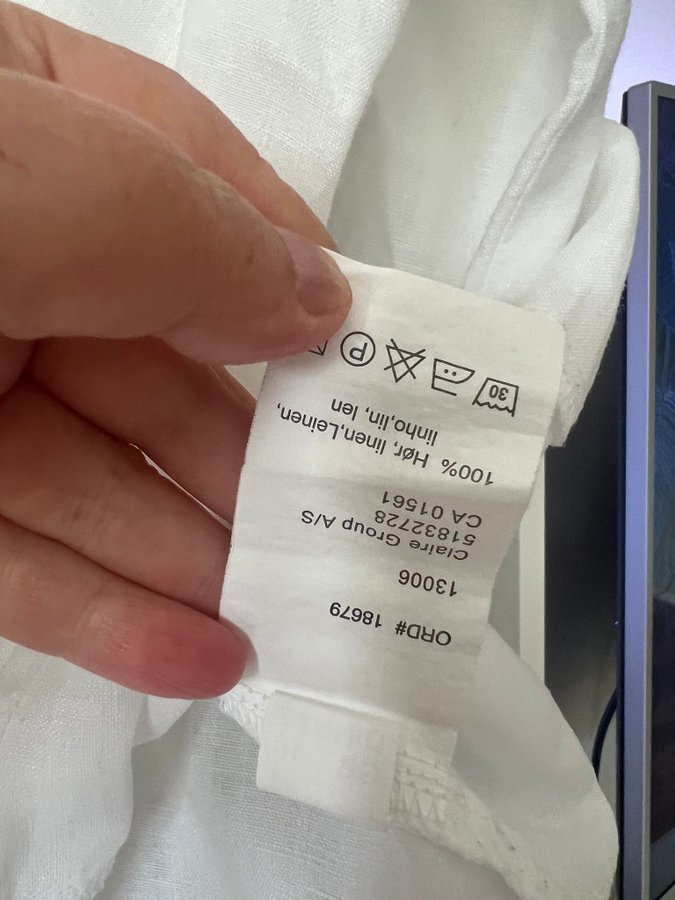 ORD# 18679
13006
Claire Group A/S
51832728
CA 01561
100% Hør, linen,Leinen,
linho,lin, len
30 P